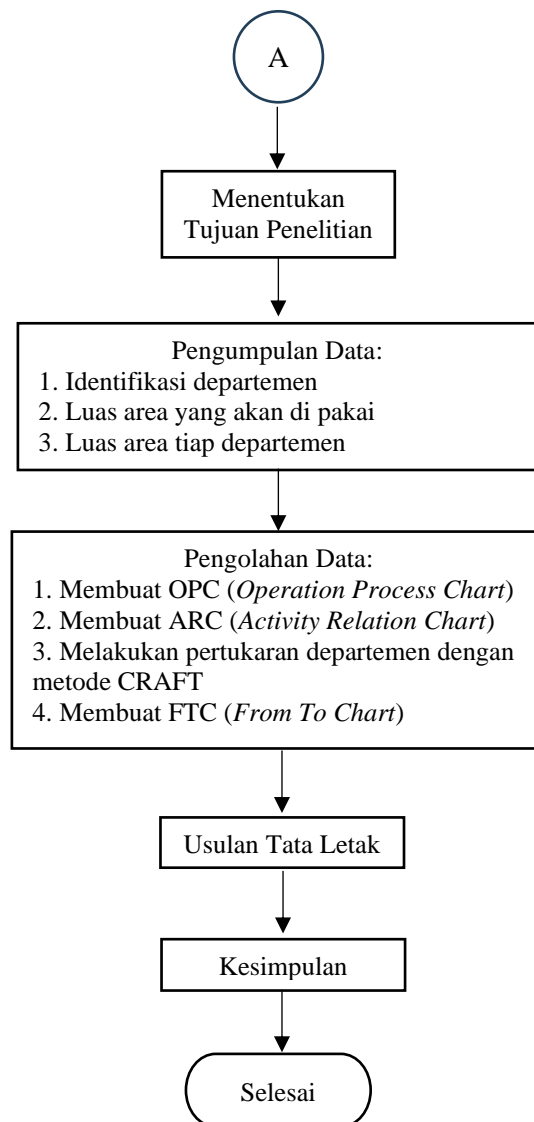 A
Menentukan
Tujuan Penelitian
Pengumpulan Data:
1. Identifikasi departemen
2. Luas area yang akan di pakai
3. Luas area tiap departemen
Pengolahan Data:
1. Membuat OPC (Operation Process Chart)
2. Membuat ARC (Activity Relation Chart)
3. Melakukan pertukaran departemen dengan
metode CRAFT
4. Membuat FTC (From To Chart)
Usulan Tata Letak
Kesimpulan
Selesai